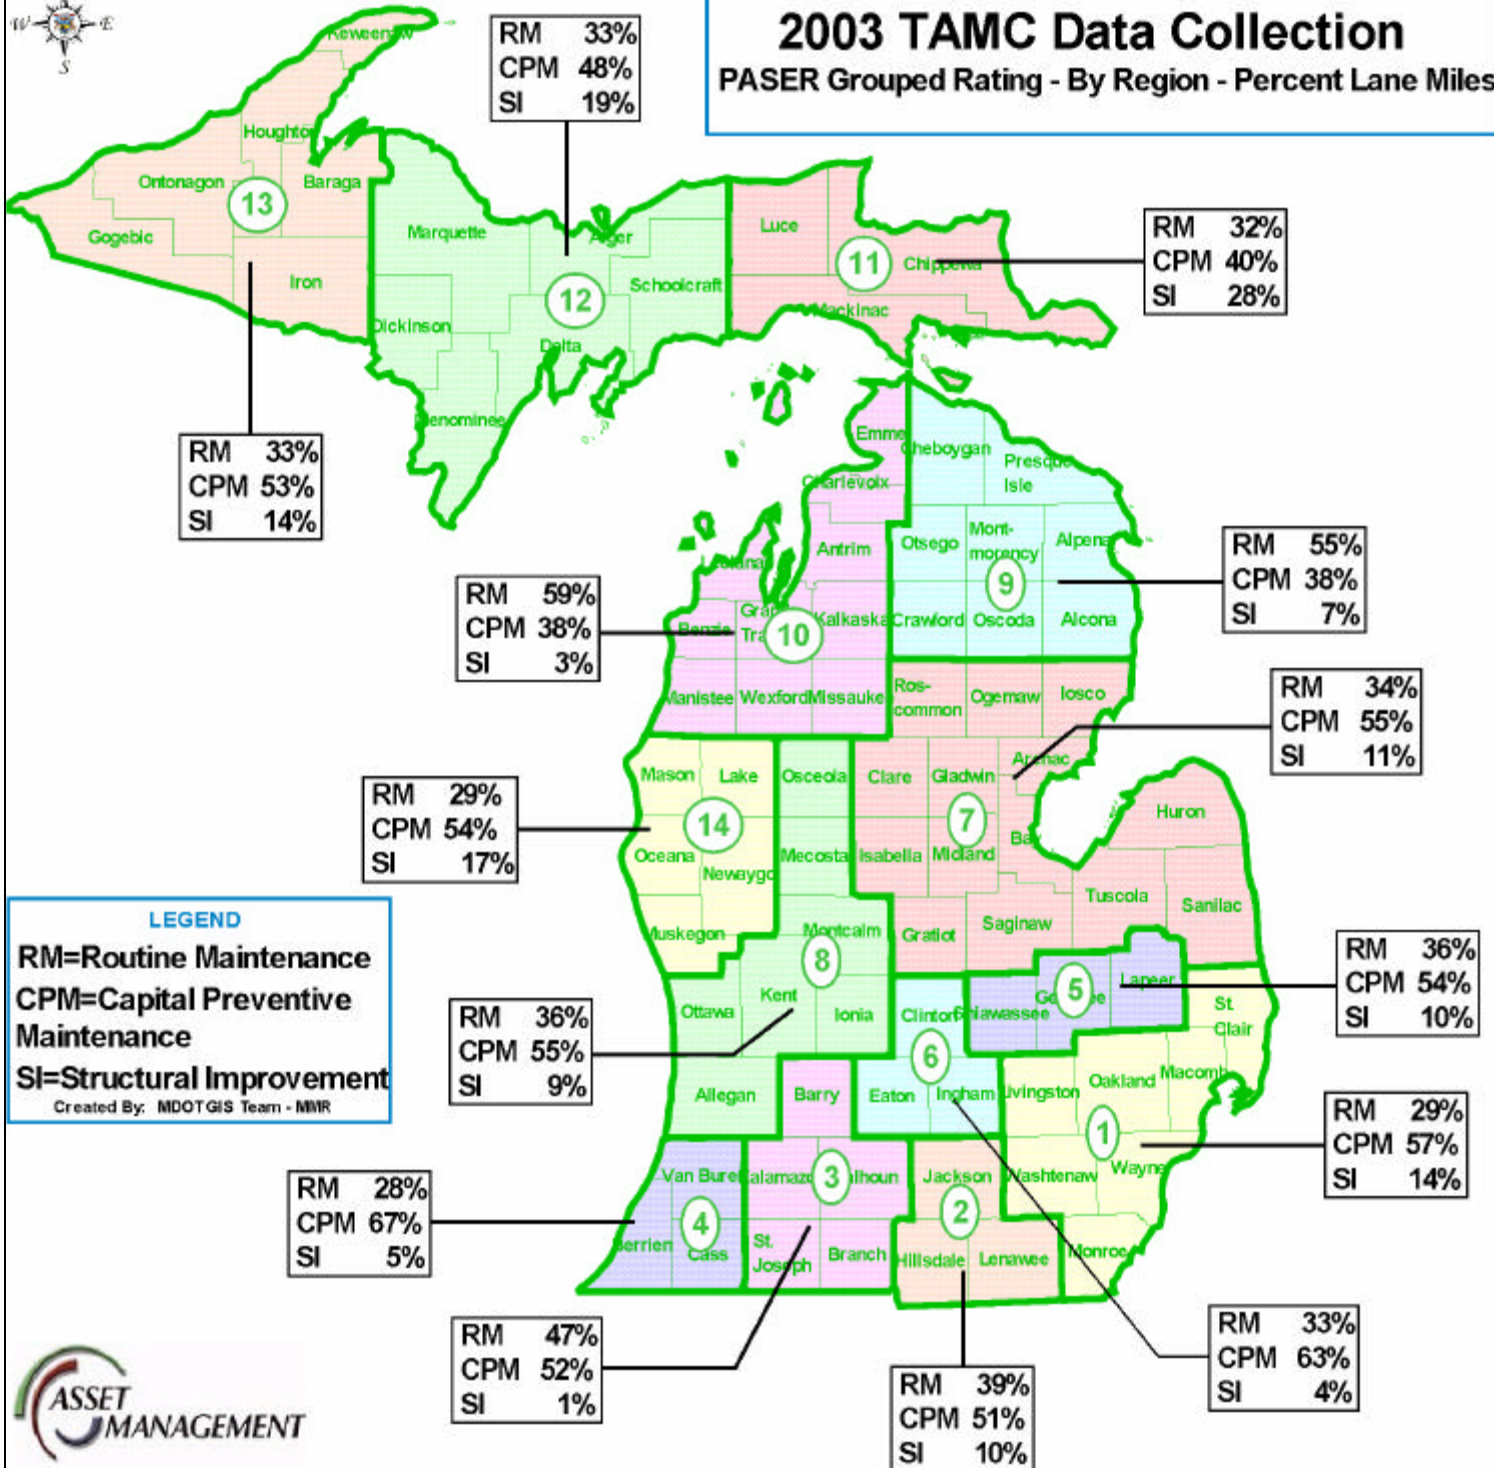 W E
S
2003 TAMC Data Collection
PASER Grouped Rating - By Region - Percent Lane Miles
RM 33%
CPM 48%
SI 19%
Keweenaw
Houghton
Ontonagon
Baraga
13
Gogebic
Iron
Marquette
Alger
Schoolcraft
12
Dickinson
Delta
Menominee
Luce
11
Chippewa
Mackinac
RM 32%
CPM 40%
SI 28%
RM 33%
CPM 53%
SI 14%
Emme
Cheboygan
Presque
Isle
Charlevoix
Antrim
Otsego
Mont-
morency
Alpena
9
Crawford
Oscoda
Alcona
RM 55%
CPM 38%
SI 7%
RM 59%
CPM 38%
SI 3%
Leelanau
Benzie
Gra
Tra
10
Kalkaska
Manistee
Wexford
Missauke
Ros-
common
Ogemaw
Iosco
RM 34%
CPM 55%
SI 11%
Mason
Lake
Osceola
Clare
Gladwin
Arenac
14
7
Huron
RM 29%
CPM 54%
SI 17%
Oceana
Newaygo
Mecosta
Isabella
Midland
Bay
Tuscola
Sanilac
Muskegon
Montcalm
Gratiot
Saginaw
8
LEGEND
RM=Routine Maintenance
CPM=Capital Preventive
Maintenance
SI=Structural Improvement
Created By: MDOTGIS Team - MMR
RM 36%
CPM 54%
SI 10%
Ottawa
Kent
Ionia
Clinton
Shiawassee
Ge
5
ee
Lapeer
St.
Clair
RM 36%
CPM 55%
SI 9%
6
Allegan
Barry
Eaton
Ingham
Livingston
Oakland
Macomb
1
RM 29%
CPM 57%
SI 14%
Van Buren
Kalamazo
3
lhoun
Jackson
Washtenaw
Wayne
RM 28%
CPM 67%
SI 5%
4
2
Berrien
Cass
St.
Joseph
Branch
Hillsdale
Lenawee
Monroe
RM 47%
CPM 52%
SI 1%
RM 33%
CPM 63%
SI 4%
RM 39%
CPM 51%
SI 10%
ASSET
MANAGEMENT